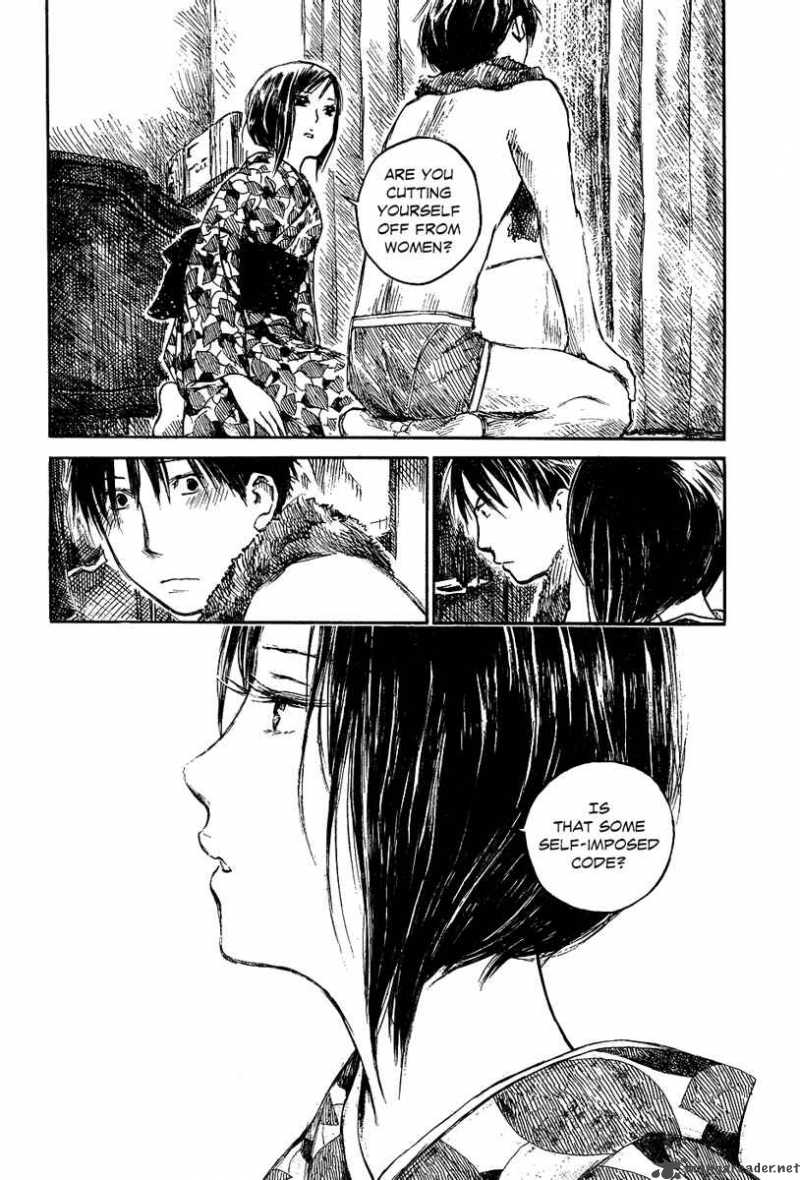 ARE YOU
CUTTING
YOURSELF
OFF FROM
WOMEN?
IS
THAT SOME
SELF-IMPOSED
CODE?